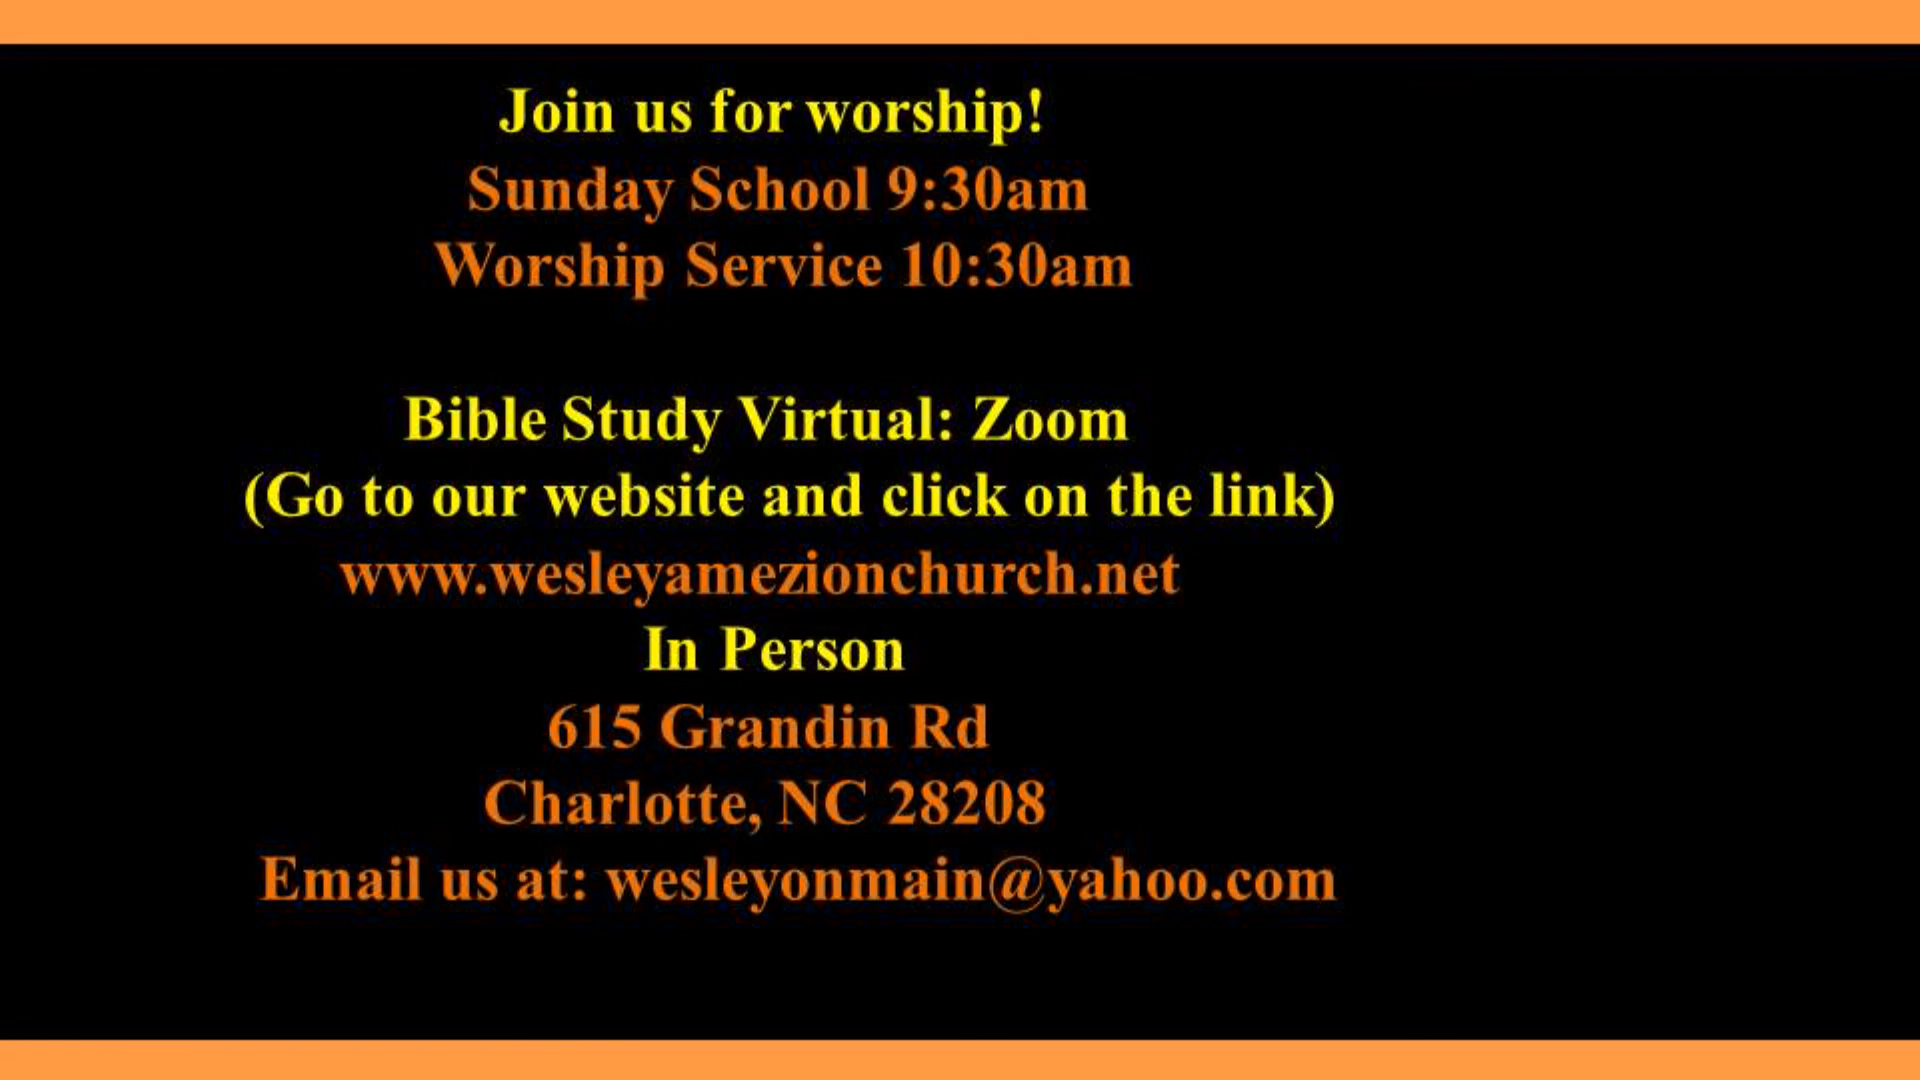 Join us for worship!
Sunday School 9:30am
Worship Service 10:30am
Bible Study Virtual: Zoom
(Go to our website and click on the link)
www.wesleyamezionchurch.net
In Person
615 Grandin Rd
Charlotte, NC 28208
Email us at: wesleyonmain@yahoo.com